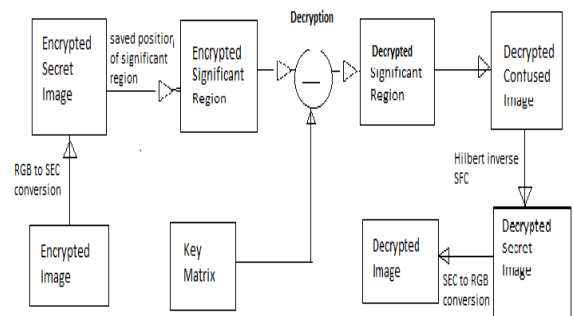 Decryption
Encrypted
Secret
Image
saved position
of significant
region
Encrypted
Significant
Region
Decrypted
Significant
Region
Decrypted
Confused
Image
RGB to SEC
conversion
Hilbert inverse
SFC
Encrypted
Image
Key
Matrix
Decrypted
Image
SEC to RGB
conversion
Decrypted
Secret
Image